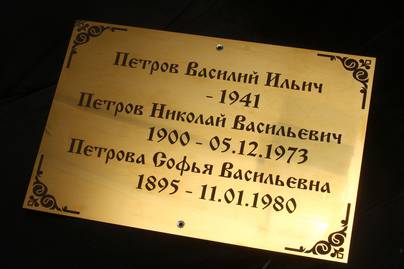 Петров Василий Ильич
- 1941
Петров Николай Васильевич
1900 - 05.12.1973
Петрова Софья Васильевна
1895 - 11.01.1980